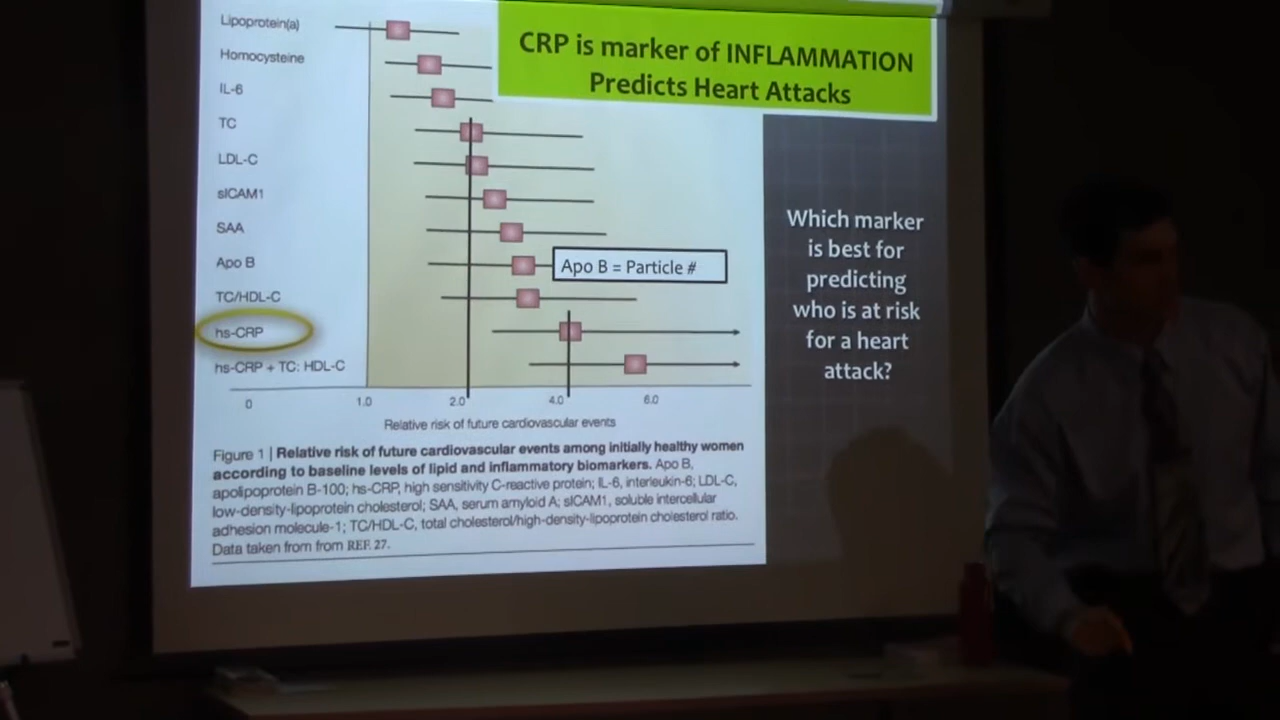 CRP is marker of INFLAMMATION
Predicts Heart Attacks
Lipoprotein(a)
Homocysteine
IL-6
TC
LDL-C
sICAM1
SAA
Apo B
Apo B = Particle #
TC/HDL-C
hs-CRP
hs-CRP + TC: HDL-C
0 1.0 2.0 4.0 6.0
Relative risk of future cardiovascular events
Figure 1 | Relative risk of future cardiovascular events among initially healthy women
according to baseline levels of lipid and inflammatory biomarkers. Apo B,
apolipoprotein B-100; hs-CRP, high sensitivity C-reactive protein; IL-6, interleukin-6; LDL-C,
low-density-lipoprotein cholesterol; SAA, serum amyloid A; sICAM1, soluble intercellular
adhesion molecule-1; TC/HDL-C, total cholesterol/high-density-lipoprotein cholesterol ratio.
Data taken from from REF. 27.
Which marker
is best for
predicting
who is at risk
for a heart
attack?